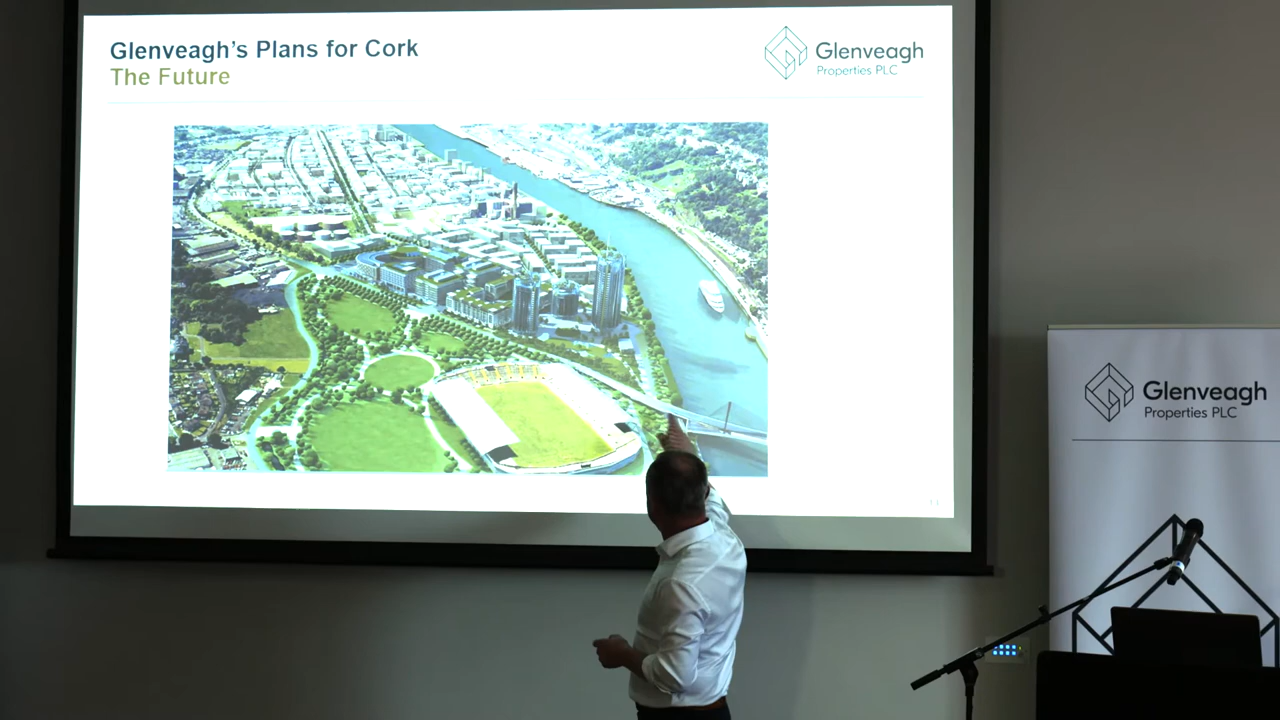 Glenveagh's Plans for Cork
The Future
Glenveagh
Properties PLC
Glenveagh
Properties PLC